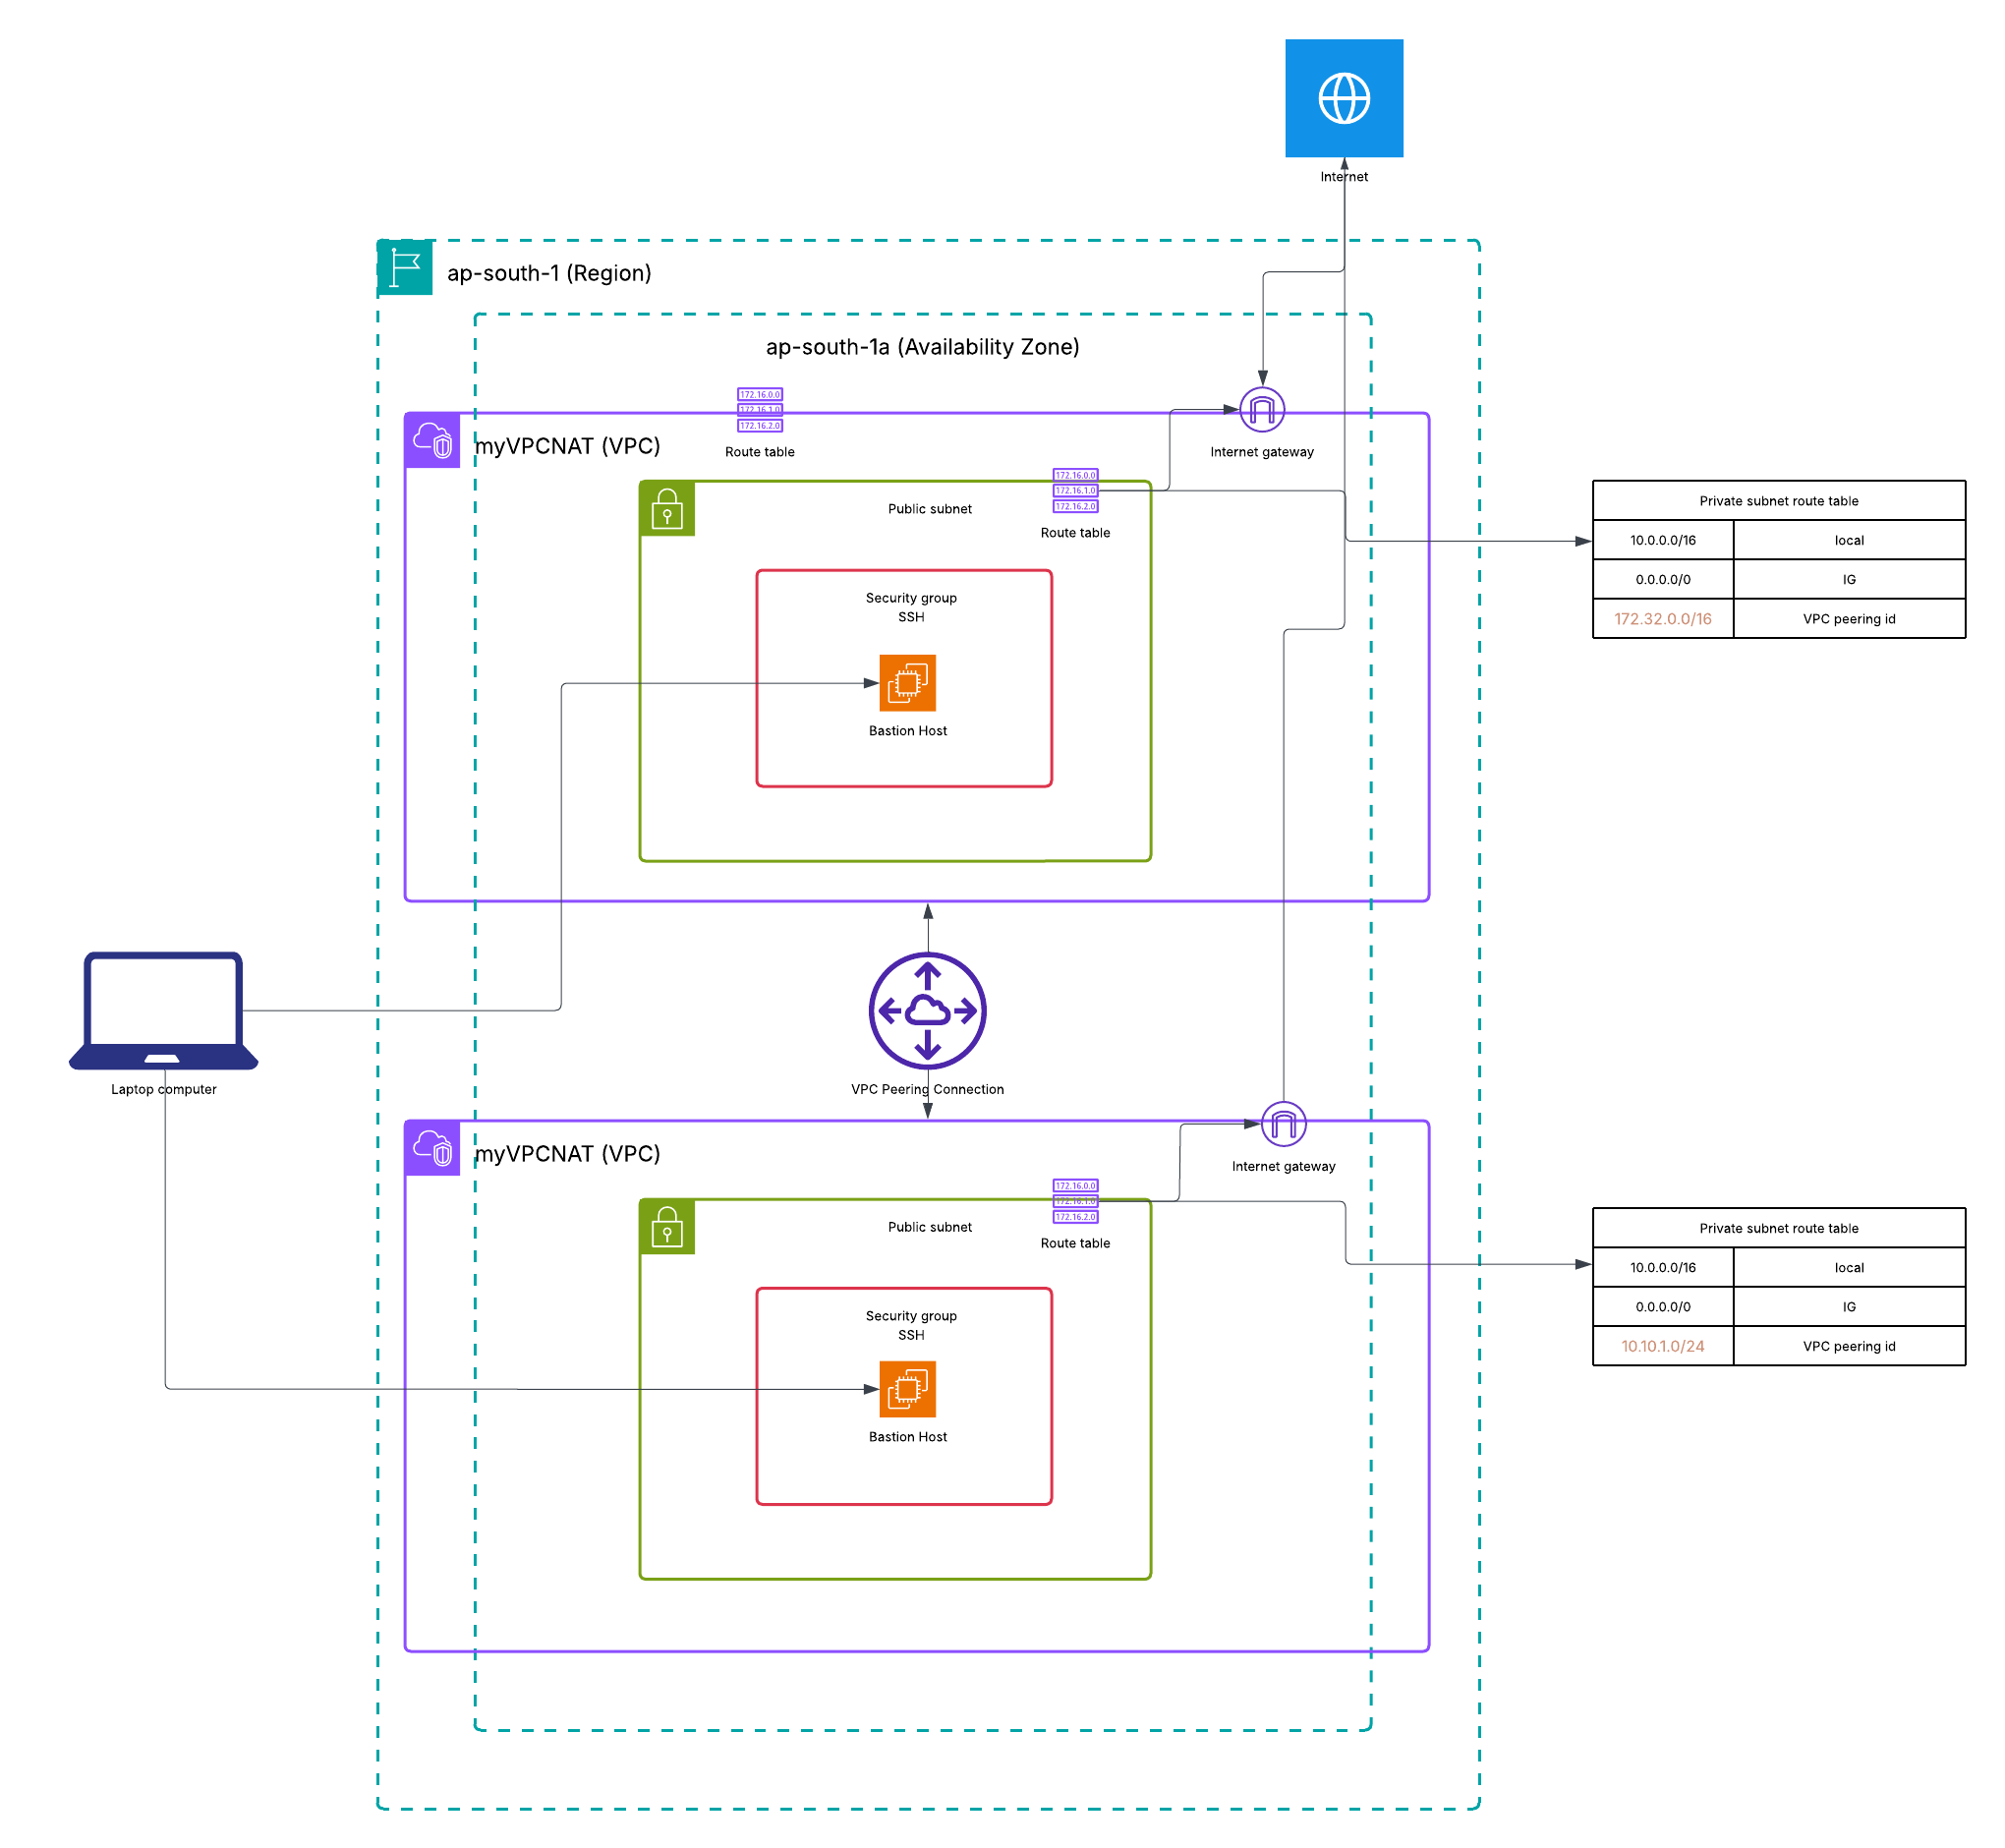 Internet
ap-south-1 (Region)
ap-south-1a (Availability Zone)
172.16.0.0
172.16.1.0
172.16.2.0
Route table
myVPCNAT (VPC)
Internet gateway
172.16.0.0
172.16.1.0
172.16.2.0
Route table
Public subnet
Security group
SSH
Bastion Host
Private subnet route table
10.0.0.0/16 local
0.0.0.0/0 IG
172.32.0.0/16 VPC peering id
Laptop computer
VPC Peering Connection
myVPCNAT (VPC)
Internet gateway
172.16.0.0
172.16.1.0
172.16.2.0
Route table
Public subnet
Security group
SSH
Bastion Host
Private subnet route table
10.0.0.0/16 local
0.0.0.0/0 IG
10.10.1.0/24 VPC peering id